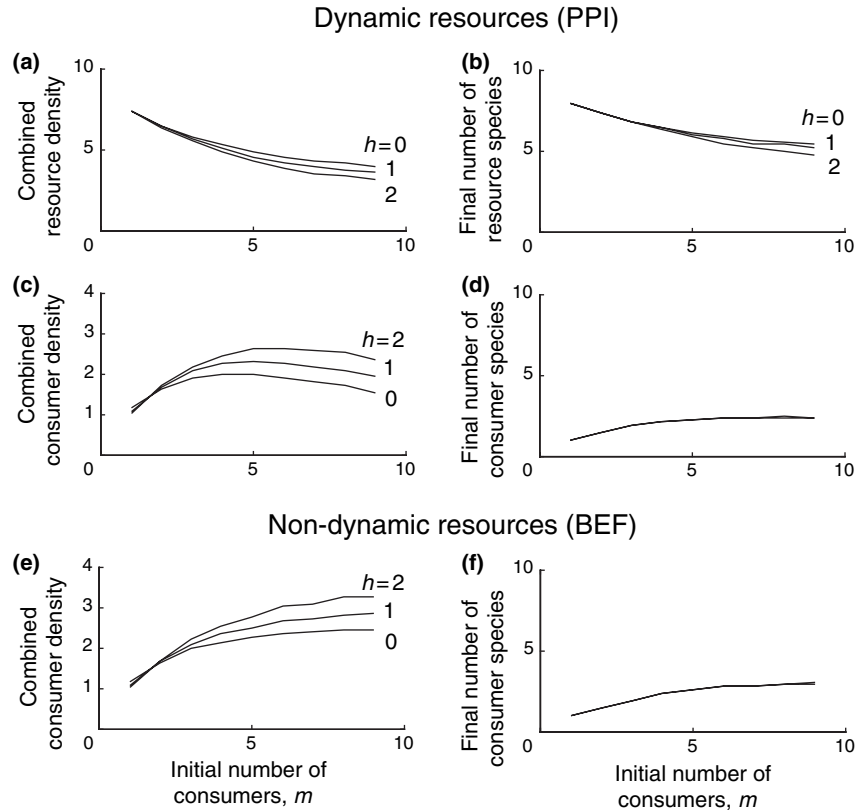 Dynamic resources (PPI)
(a)
Combined
resource density
10
5
0
5
10
h=0
1
2
(b)
Final number of
resource species
10
5
0
5
10
h=0
1
2
(c)
Combined
consumer density
4
3
2
1
0
5
10
h=2
1
0
(d)
Final number of
consumer species
10
5
0
5
10
Non-dynamic resources (BEF)
(e)
Combined
consumer density
4
3
2
1
0
5
10
h=2
1
0
Initial number of
consumers, m
(f)
Final number of
consumer species
10
5
0
5
10
Initial number of
consumers, m